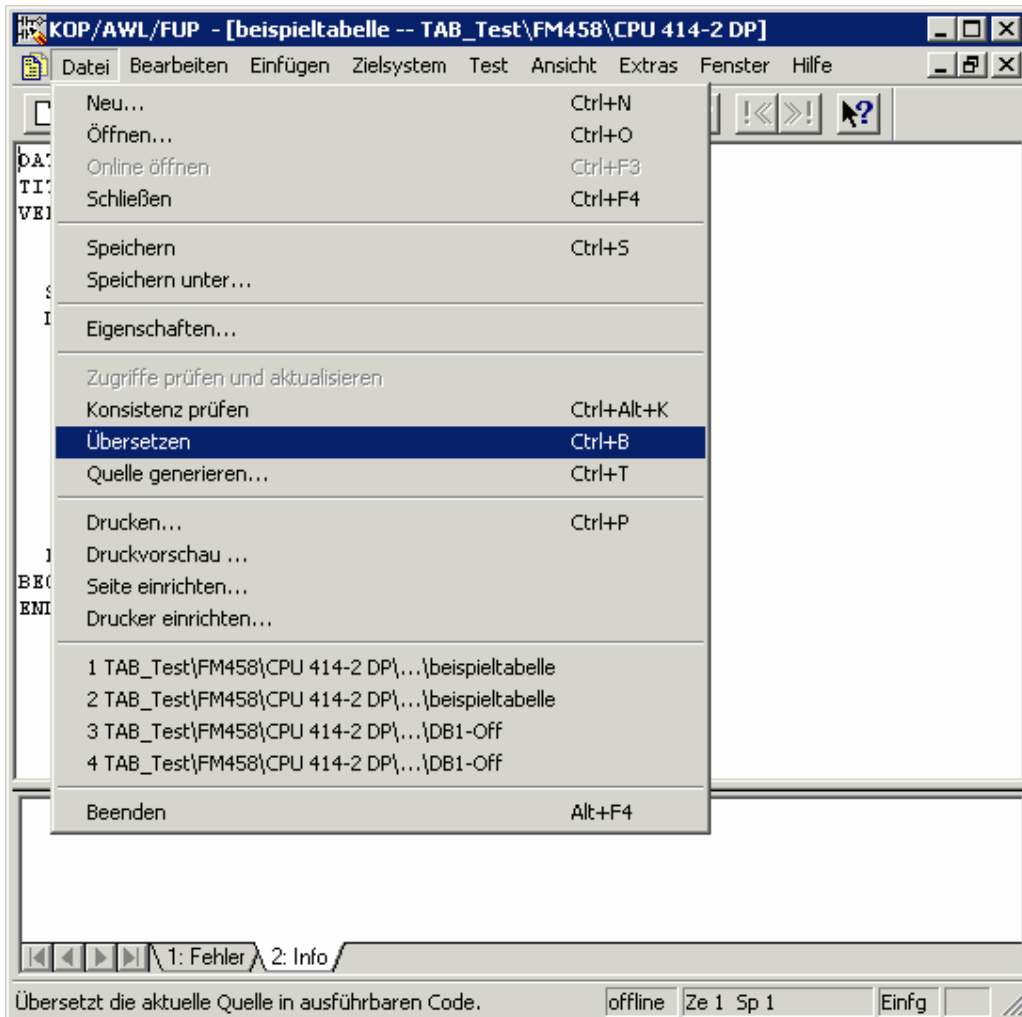 KOP/AWL/FUP - [beispieltabelle -- TAB_Test\FM458\CPU 414-2 DP]
Datei Bearbeiten Einfügen Zielsystem Test Ansicht Extras Fenster Hilfe
Neu... Ctrl+N
Öffnen... Ctrl+O
Online öffnen Ctrl+F3
Schließen Ctrl+F4
Speichern Ctrl+S
Speichern unter...
Eigenschaften...
Zugriffe prüfen und aktualisieren
Konsistenz prüfen Ctrl+Alt+K
Übersetzen Ctrl+B
Quelle generieren... Ctrl+T
Drucken... Ctrl+P
Druckvorschau ...
Seite einrichten...
Drucker einrichten...
1 TAB_Test\FM458\CPU 414-2 DP\...\beispieltabelle
2 TAB_Test\FM458\CPU 414-2 DP\...\beispieltabelle
3 TAB_Test\FM458\CPU 414-2 DP\...\DB1-Off
4 TAB_Test\FM458\CPU 414-2 DP\...\DB1-Off
Beenden Alt+F4
1: Fehler 2: Info
Übersetzt die aktuelle Quelle in ausführbaren Code. offline Ze 1 Sp 1 Einfg